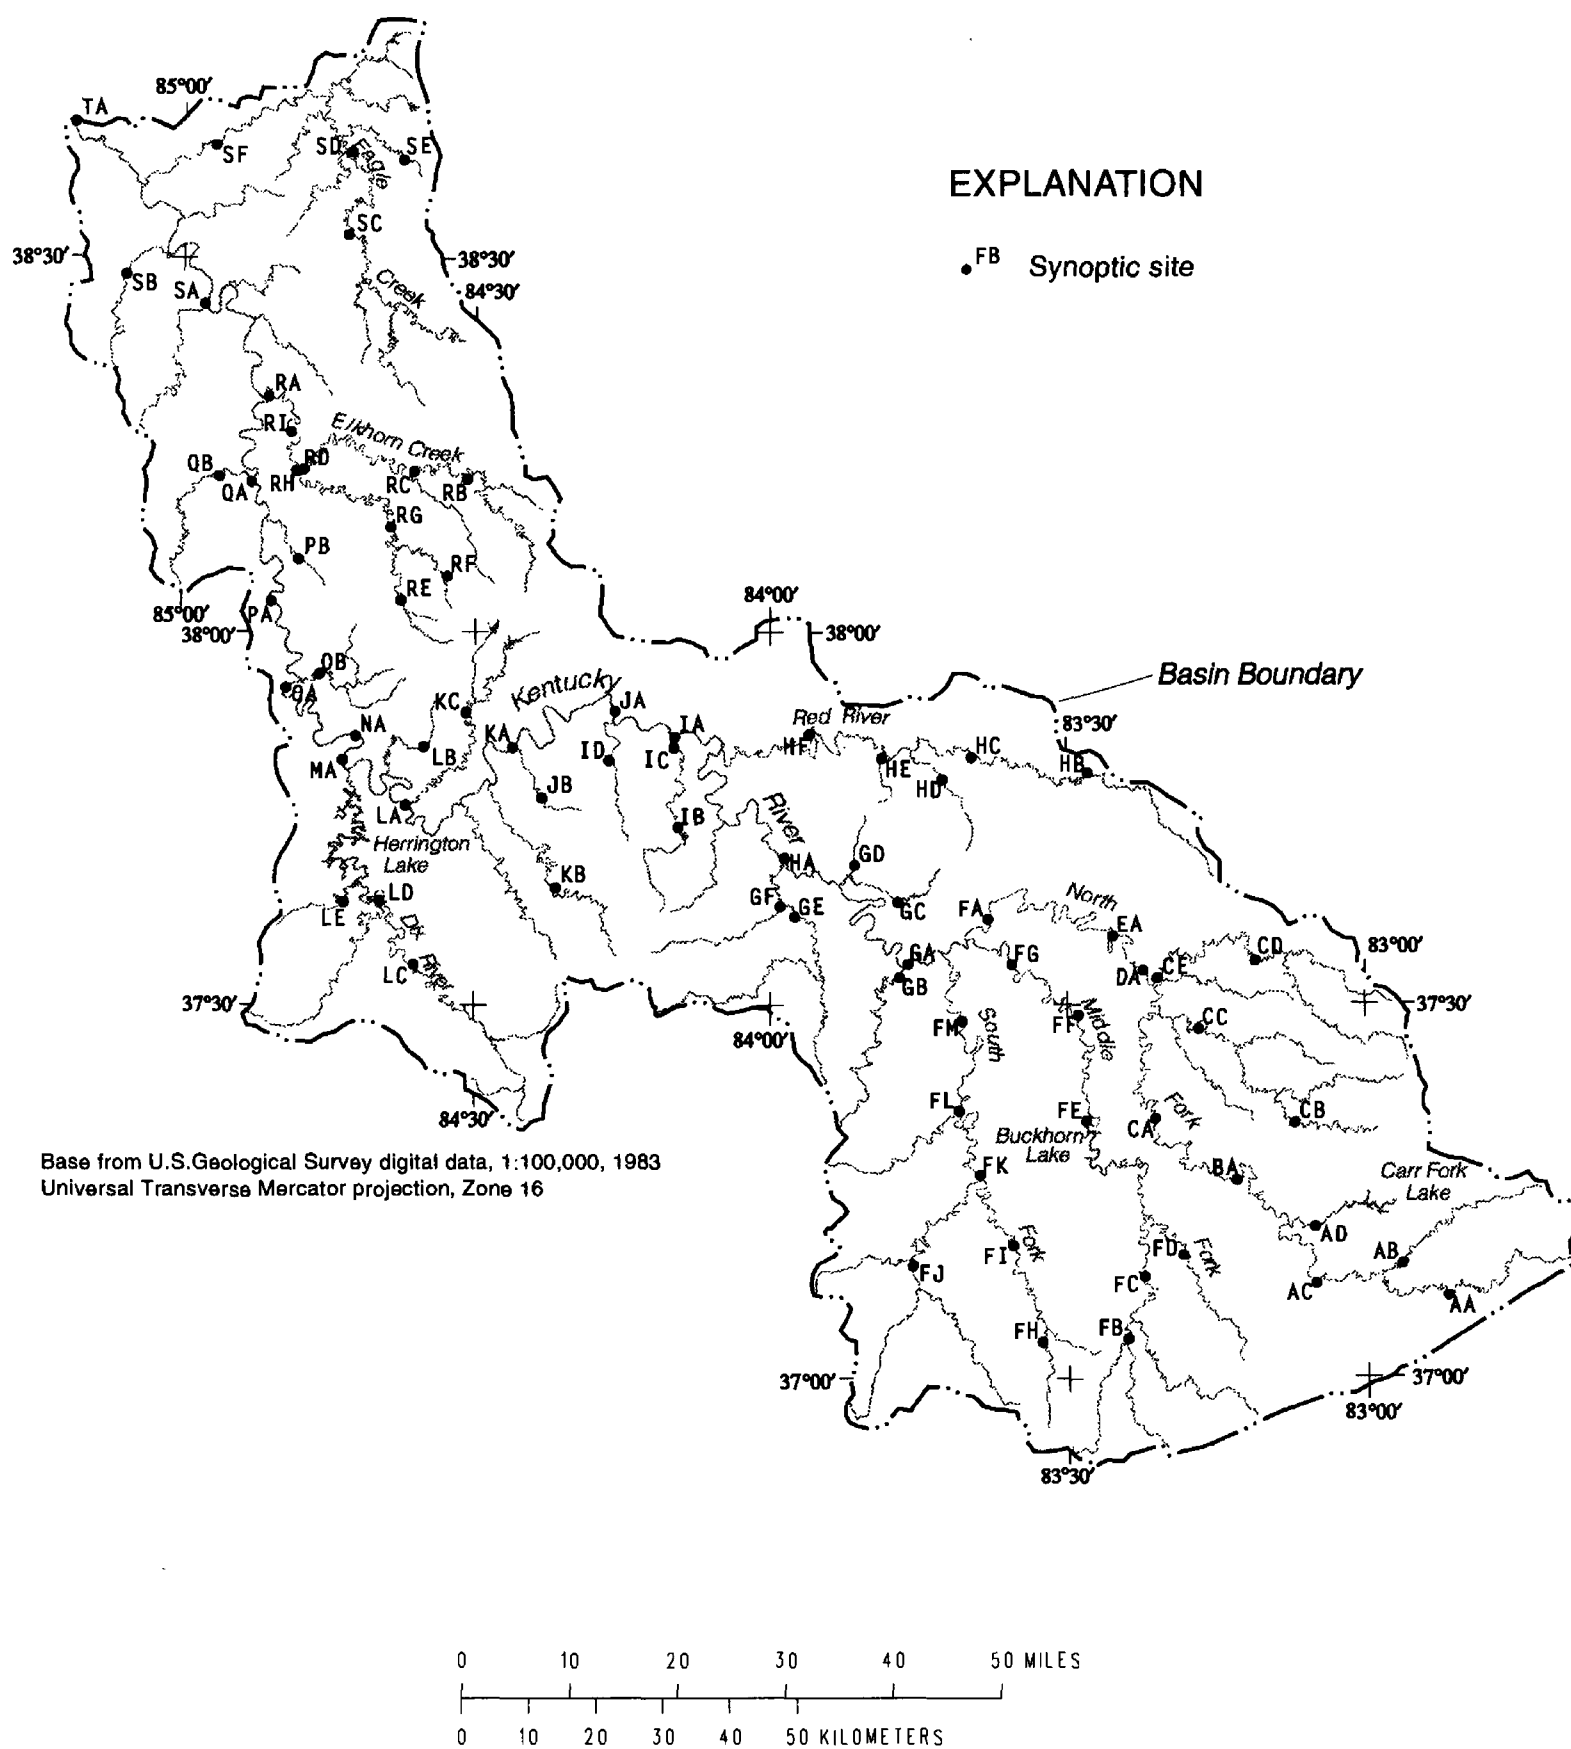 85°00′
TA
SF
SD
SE
Eagle
SC
38°30′
38°30′
84°30′
SB
SA
Creek
EXPLANATION
FB Synoptic site
RA
RI
Elkhorn Creek
QB
QA
RH
RD
RC
RB
RG
PB
RF
RE
85°00′
PA
38°00′
84°00′
38°00′
OB
OA
Basin Boundary
Kentucky
KC
JA
NA
KA
IA
Red River
83°30′
MA
LB
ID
IC
HF
HE
HC
HB
HD
JB
LA
IB
River
Herrington
Lake
HA
GD
KB
LD
LE
Dix
River
GF
GE
GC
FA
North
EA
LC
GA
GB
FG
DA
CE
CD
83°00′
37°30′
37°30′
84°00′
FM
South
FF
Middle
CC
84°30′
FL
FE
Buckhorn
Lake
CA
Fork
CB
Base from U.S.Geological Survey digital data, 1:100,000, 1983
Universal Transverse Mercator projection, Zone 16
FK
BA
Carr Fork
Lake
AD
FI
Fork
FD
Fork
AB
FJ
FC
AC
AA
FH
FB
37°00′
37°00′
83°00′
83°30′
0 10 20 30 40 50 MILES
0 10 20 30 40 50 KILOMETERS